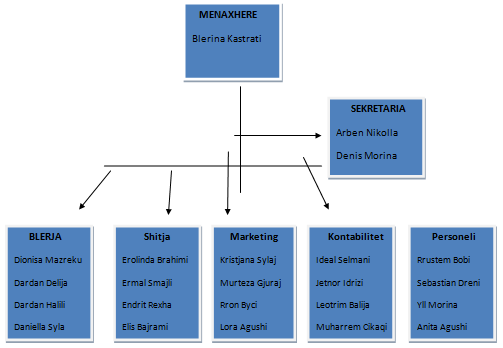 MENAXHERE
Blerina Kastrati
SEKRETARIA
Arben Nikolla
Denis Morina
BLERJA
Dionisa Mazreku
Dardan Delija
Dardan Halili
Daniella Syla
Shitja
Erolinda Brahimi
Ermal Smajli
Endrit Rexha
Elis Bajrami
Marketing
Kristjana Sylaj
Murteza Gjuraj
Rron Byci
Lora Agushi
Kontabilitet
Ideal Selmani
Jetnor Idrizi
Leotrim Balija
Muharrem Cikaqi
Personeli
Rrustem Bobi
Sebastian Dreni
Yll Morina
Anita Agushi